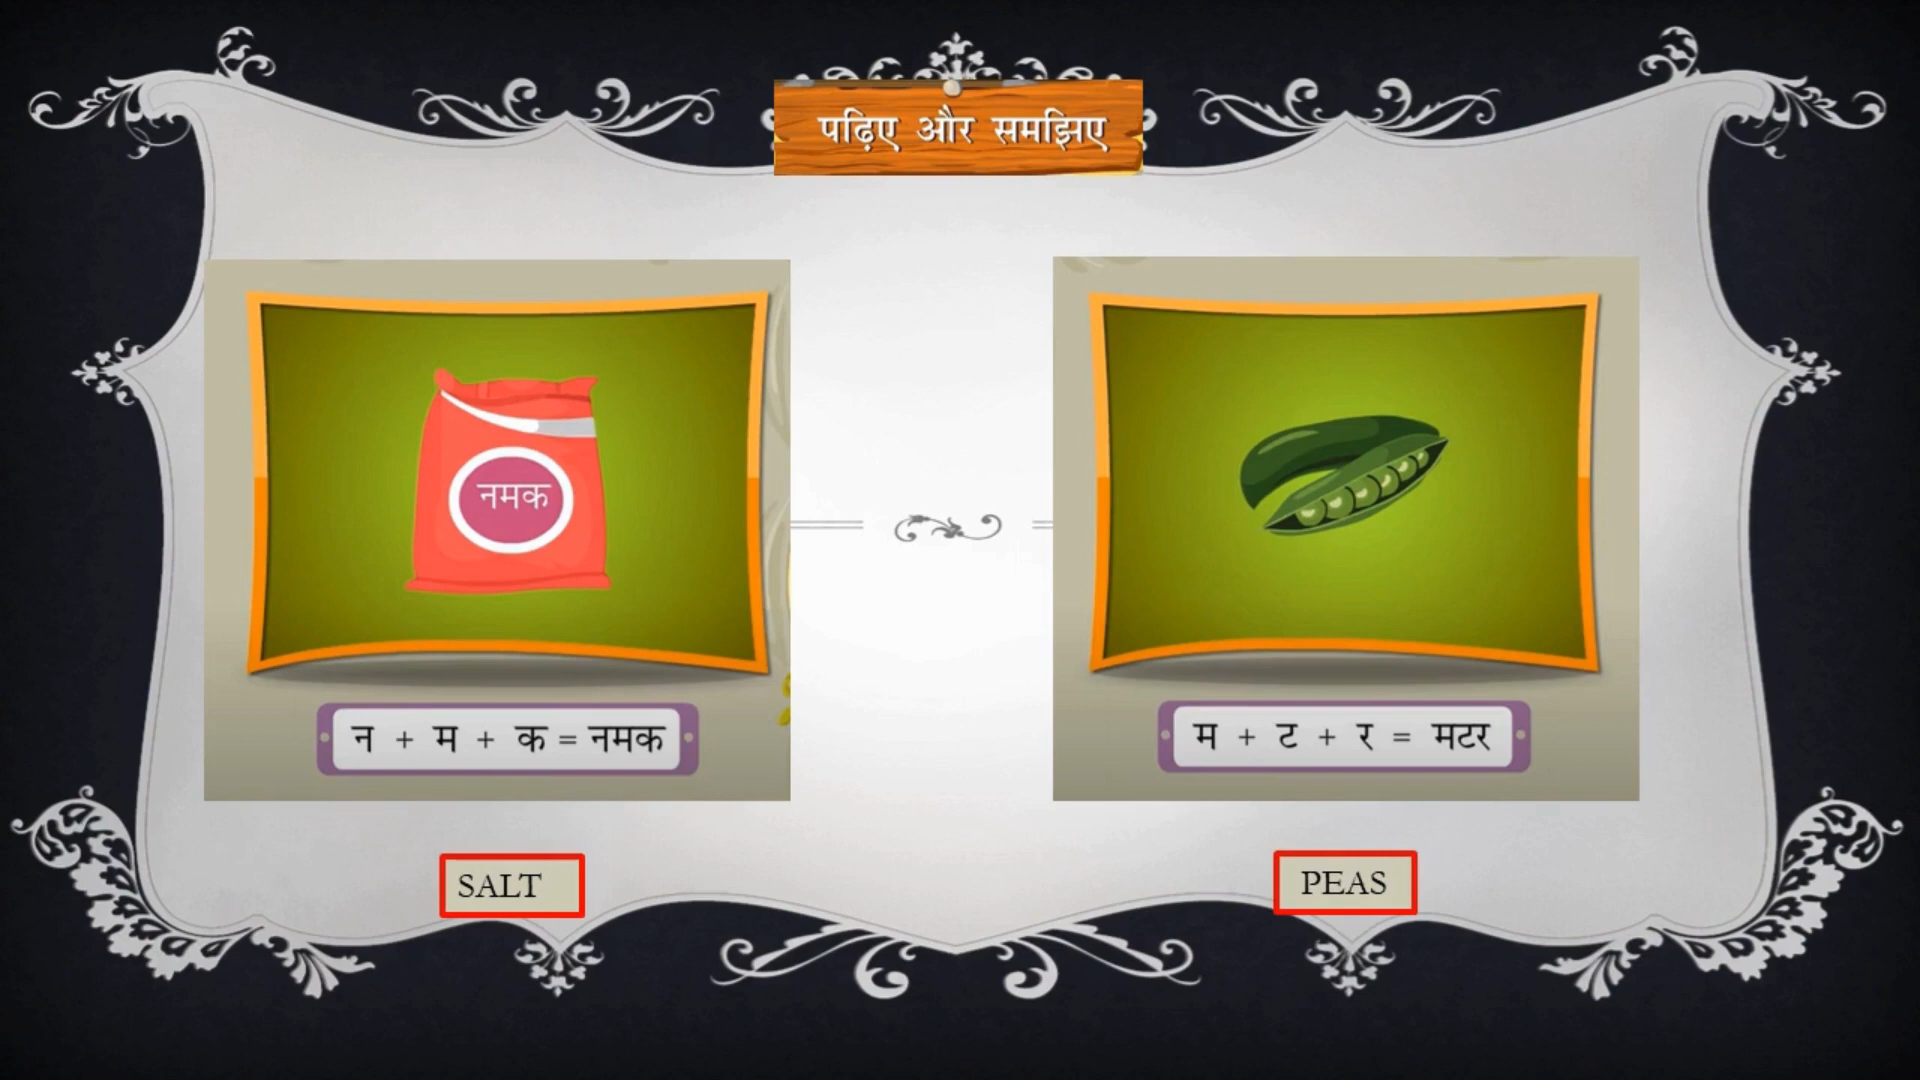 पढ़िए और समझिए
नमक
न + म + क = नमक
म + ट + र = मटर
SALT
PEAS